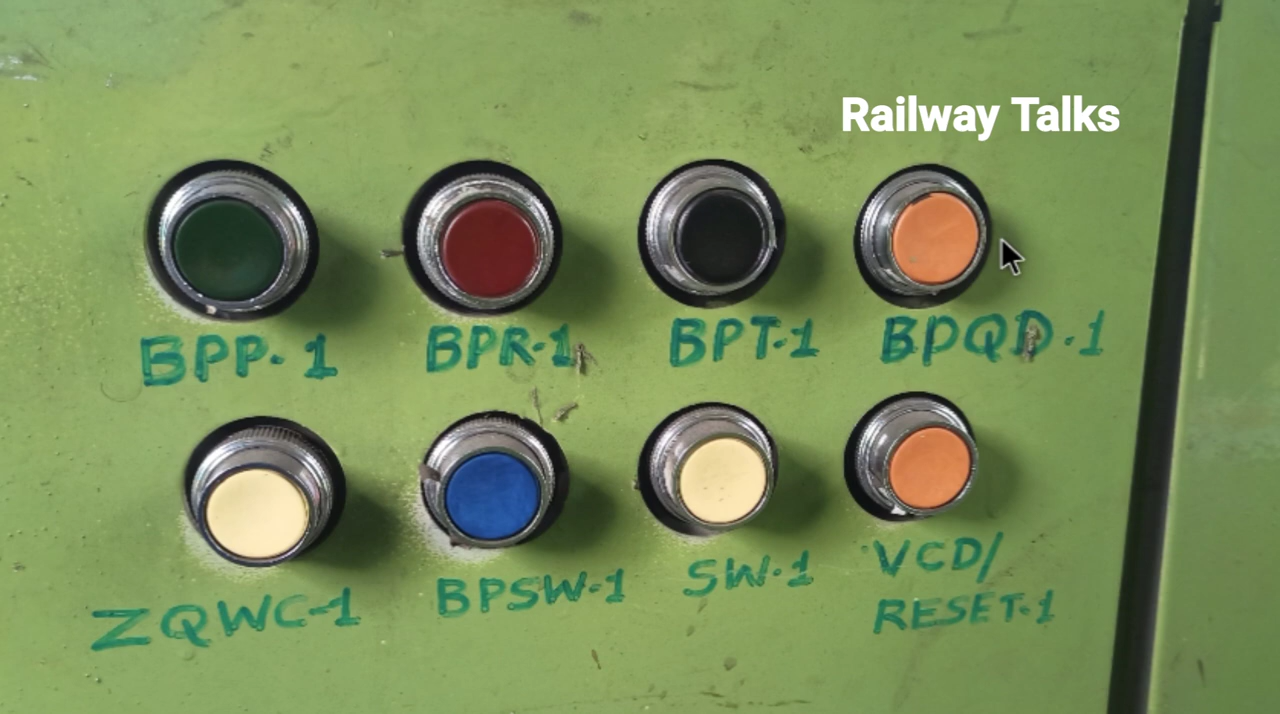 Railway Talks
BPP-1
BPR-1
BPT-1
BPQD-1
ZQWC-1
BPSW-1
SW-1
VCD/
RESET-1